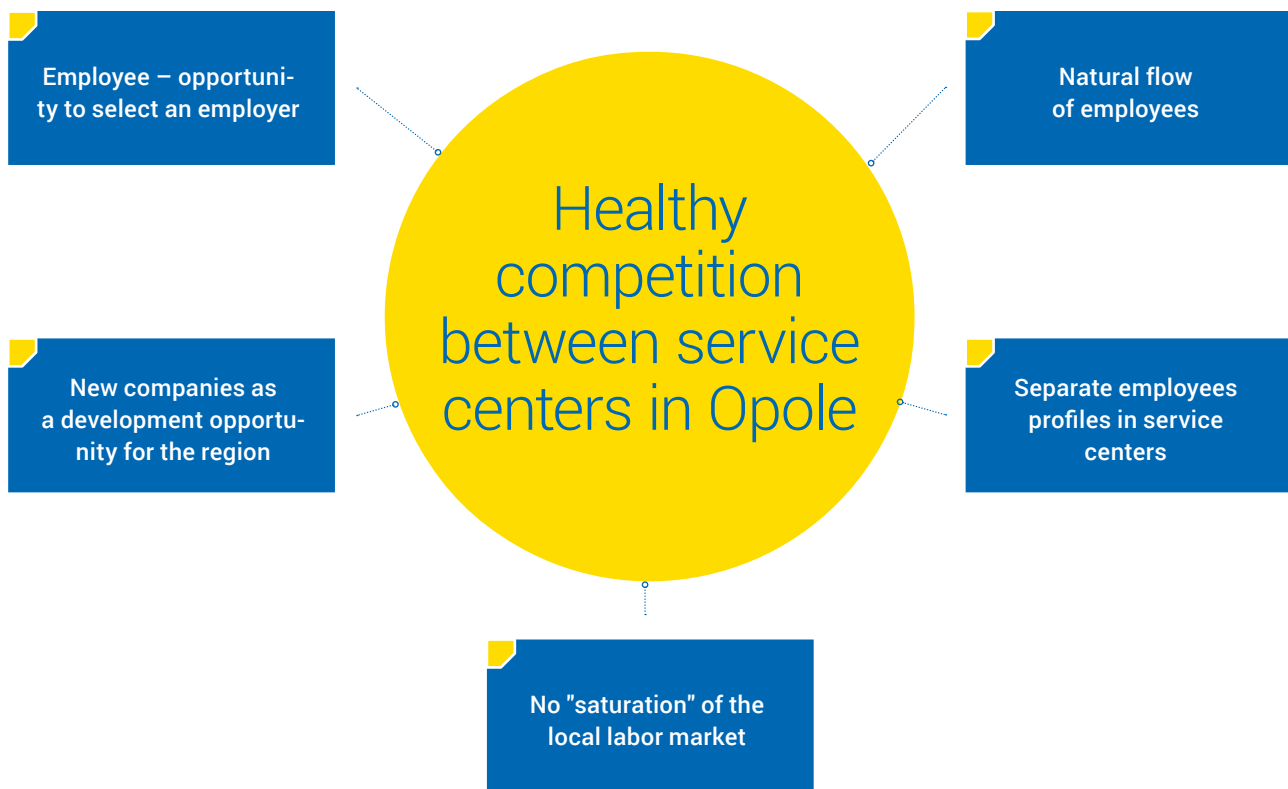 Employee – opportuni-
ty to select an employer
Natural flow
of employees
Healthy
competition
between service
centers in Opole
New companies as
a development opportu-
nity for the region
Separate employees
profiles in service
centers
No "saturation" of the
local labor market